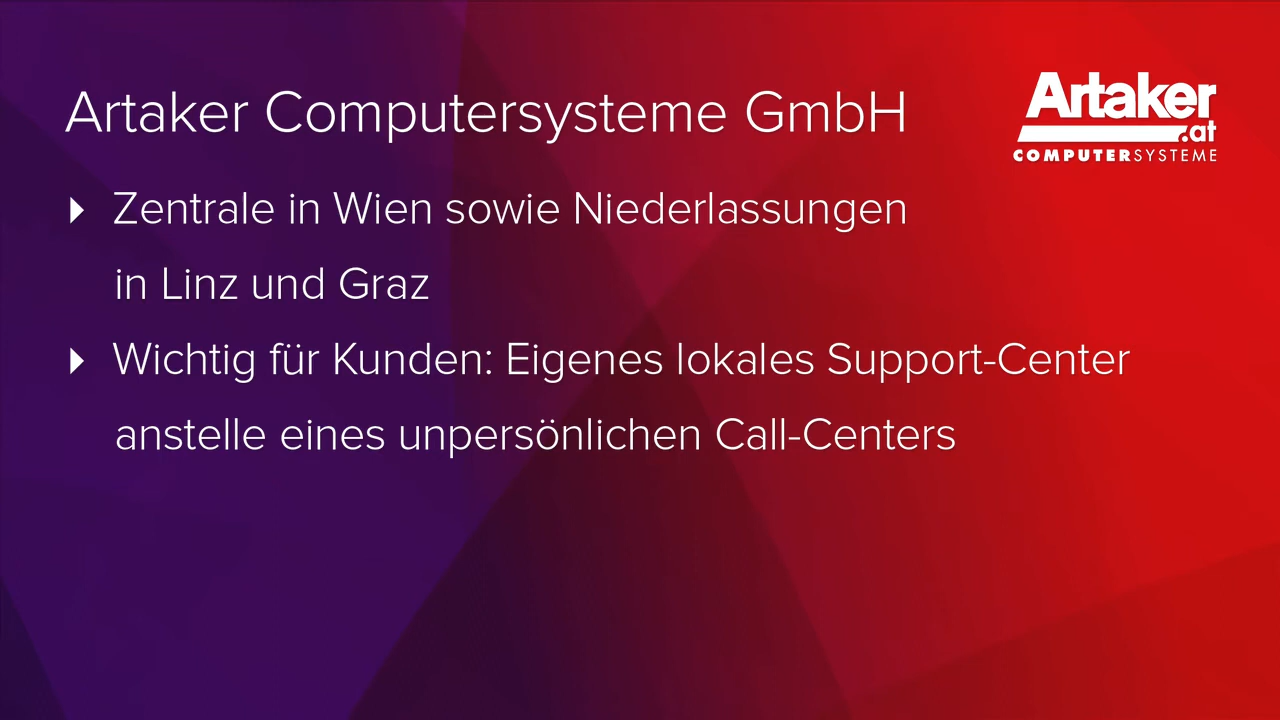 Artaker Computersysteme GmbH
Artaker
.at
COMPUTERSYSTEME
Zentrale in Wien sowie Niederlassungen
in Linz und Graz
Wichtig für Kunden: Eigenes lokales Support-Center
anstelle eines unpersönlichen Call-Centers